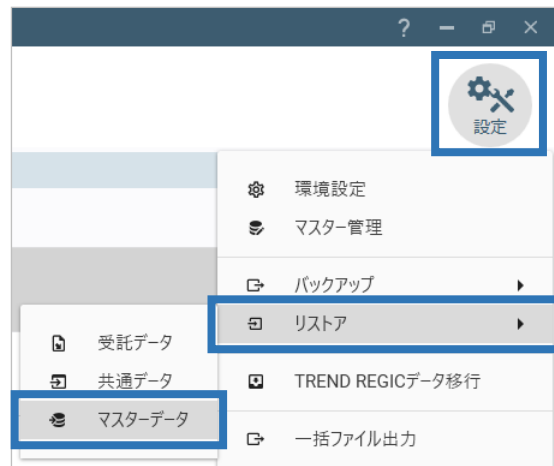 ?
設定
環境設定
マスター管理
バックアップ
リストア
受託データ
共通データ
マスターデータ
TREND REGICデータ移行
一括ファイル出力